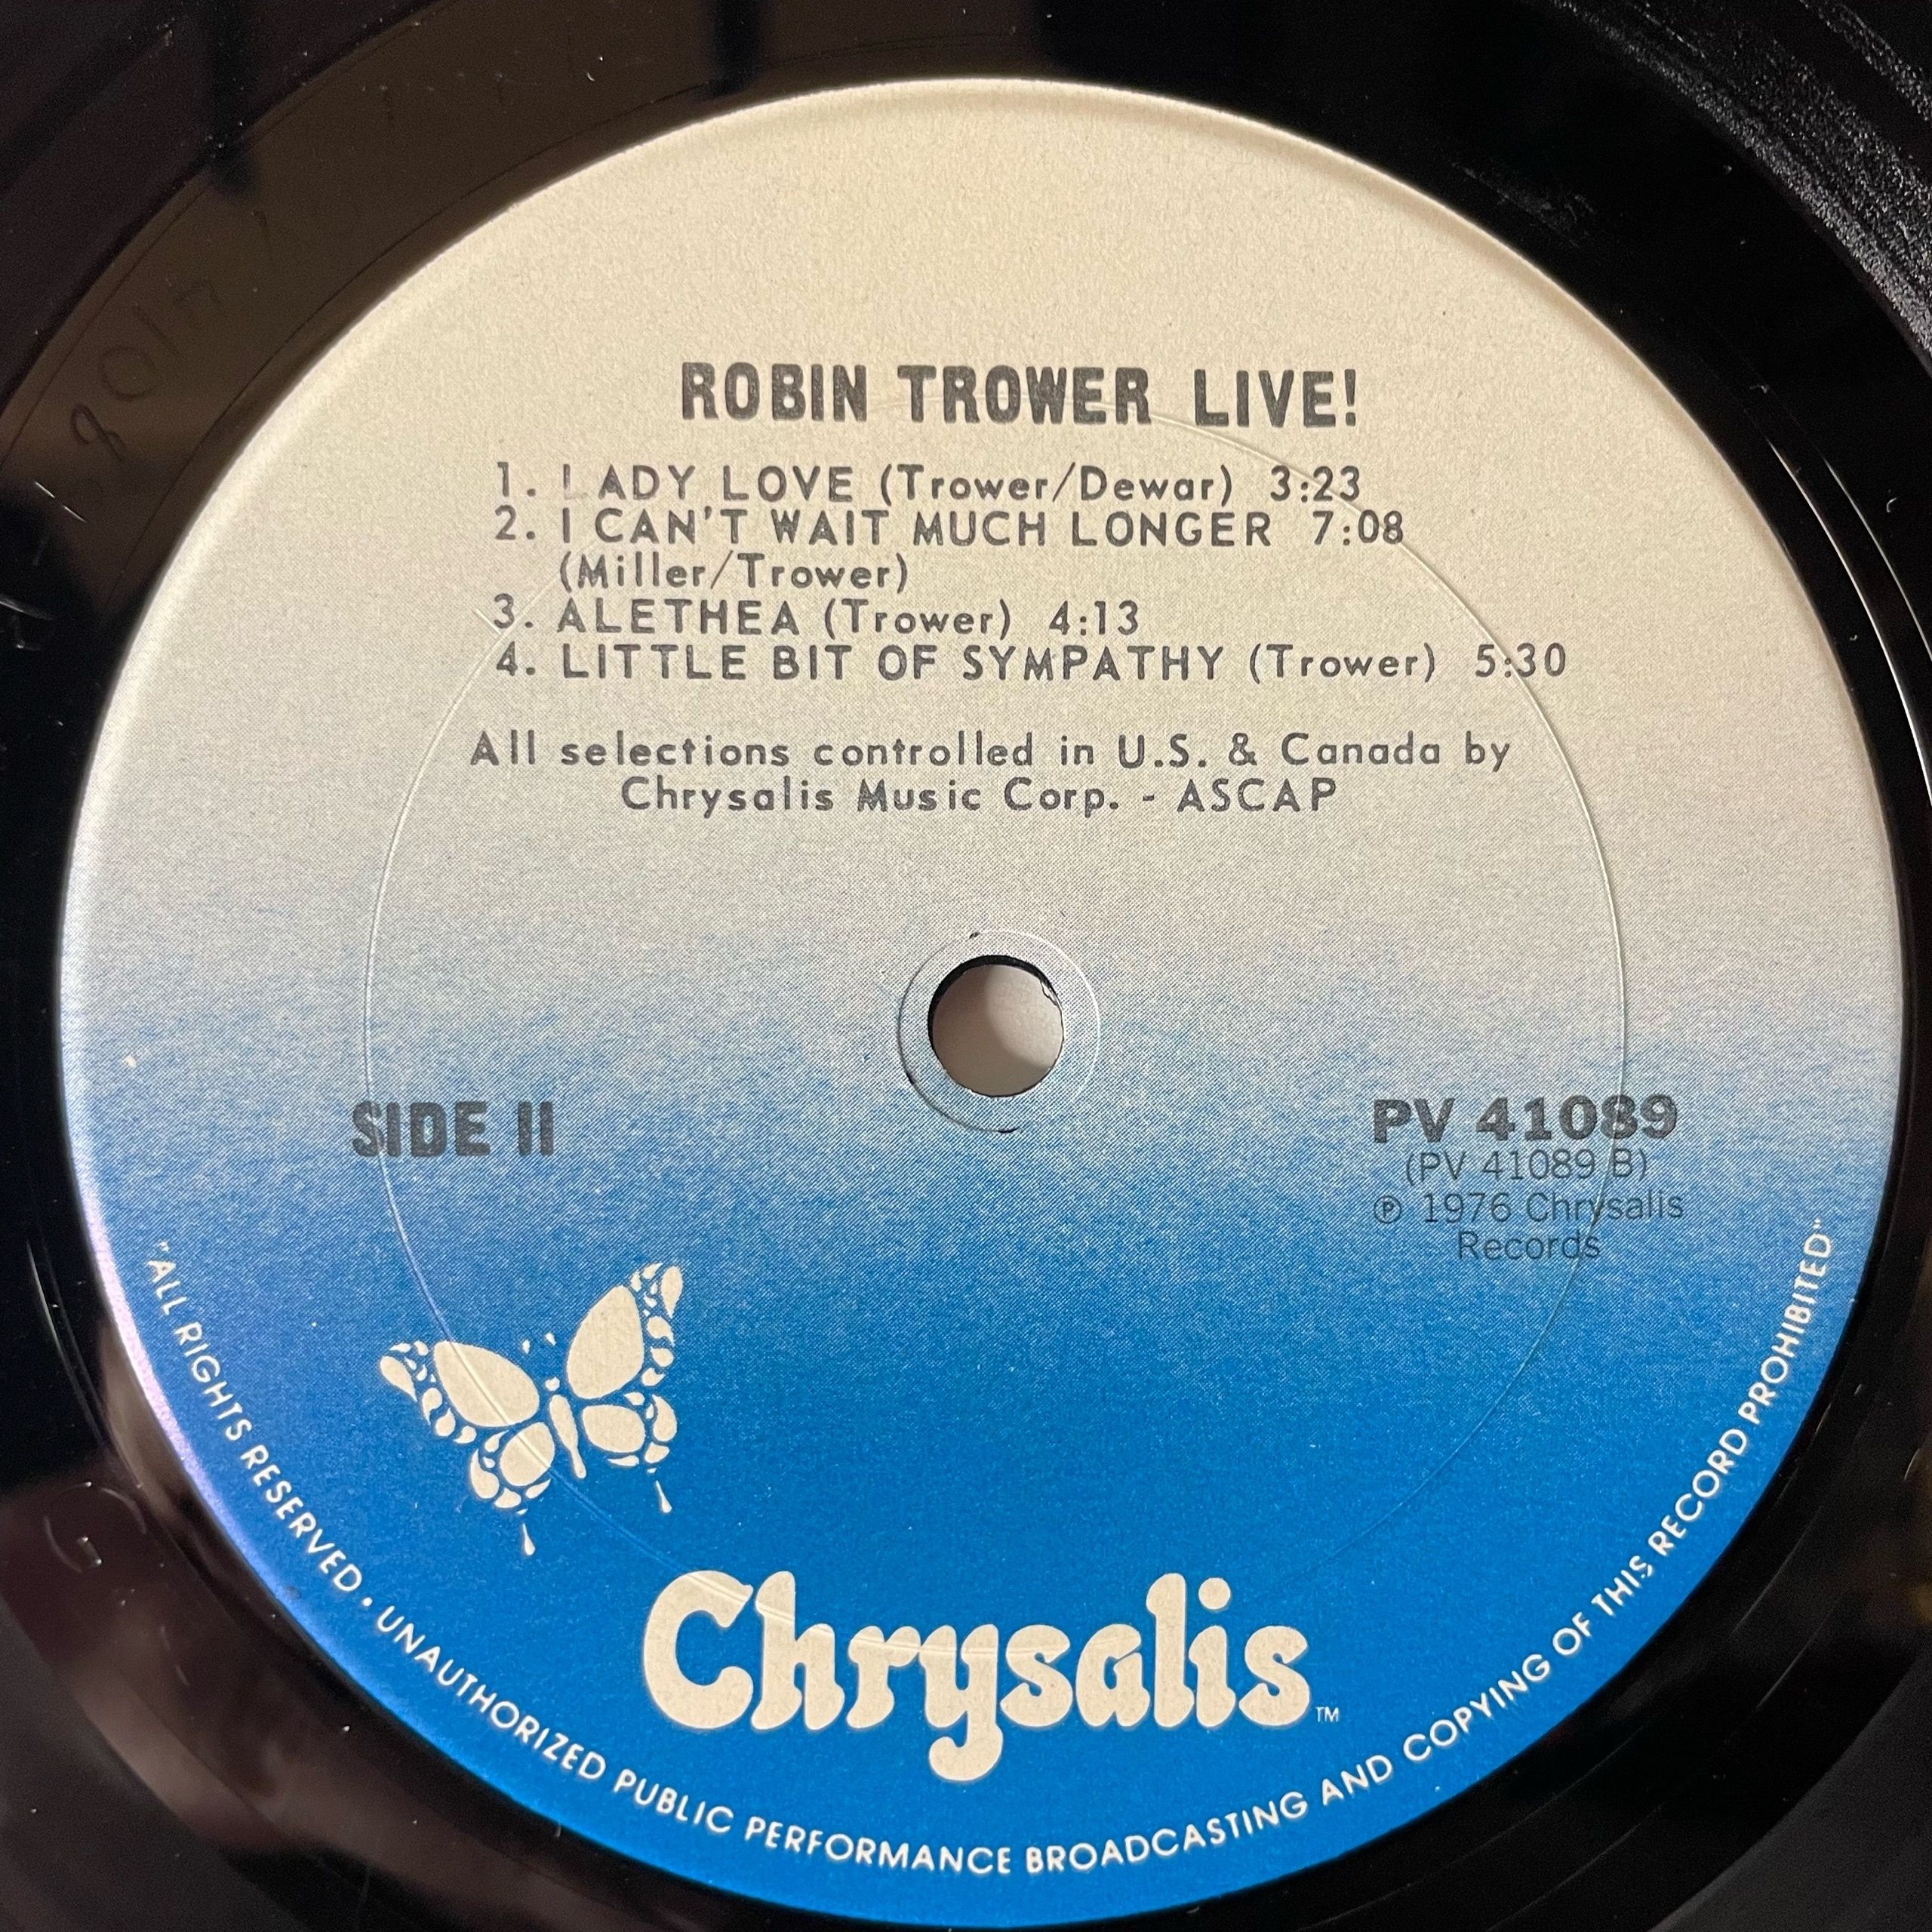 ROBIN TROWER LIVE!
1. LADY LOVE (Trower/Dewar) 3:23
2. I CAN'T WAIT MUCH LONGER 7:08
(Miller/Trower)
3. ALETHEA (Trower) 4:13
4. LITTLE BIT OF SYMPATHY (Trower) 5:30
All selections controlled in U.S. & Canada by
Chrysalis Music Corp. - ASCAP
SIDE II
PV 41089
(PV 41089 B)
℗ 1976 Chrysalis
Records
Chrysalis™
"ALL RIGHTS RESERVED • UNAUTHORIZED PUBLIC PERFORMANCE BROADCASTING AND COPYING OF THIS RECORD PROHIBITED"